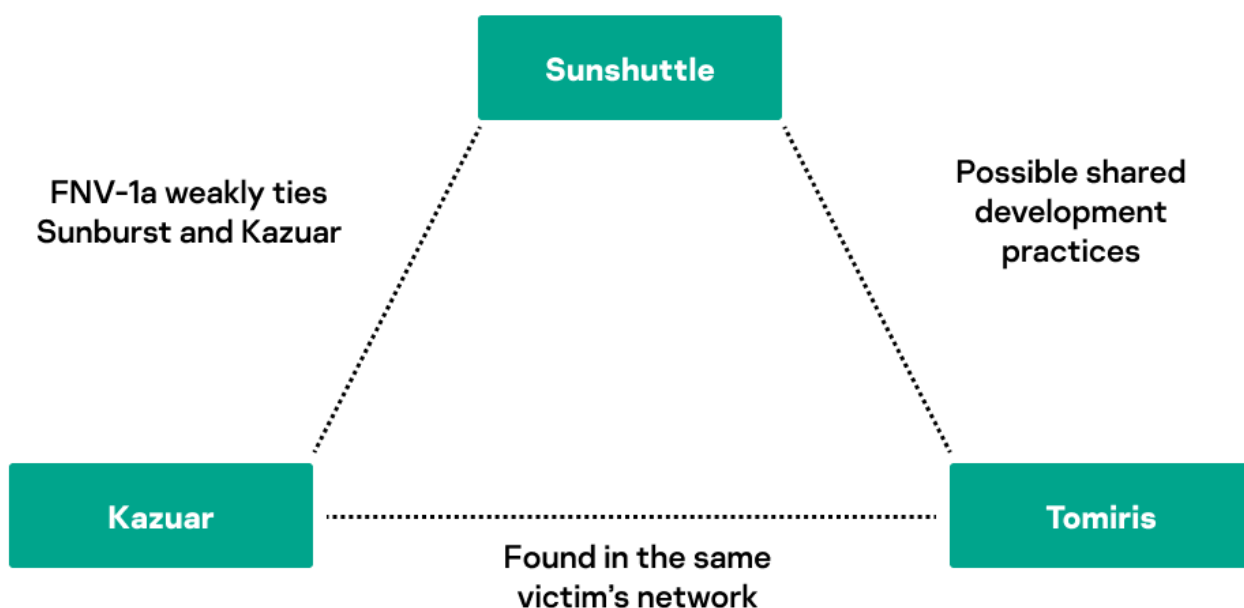 Sunshuttle
FNV-1a weakly ties
Sunburst and Kazuar
Possible shared
development
practices
Kazuar
Tomiris
Found in the same
victim’s network